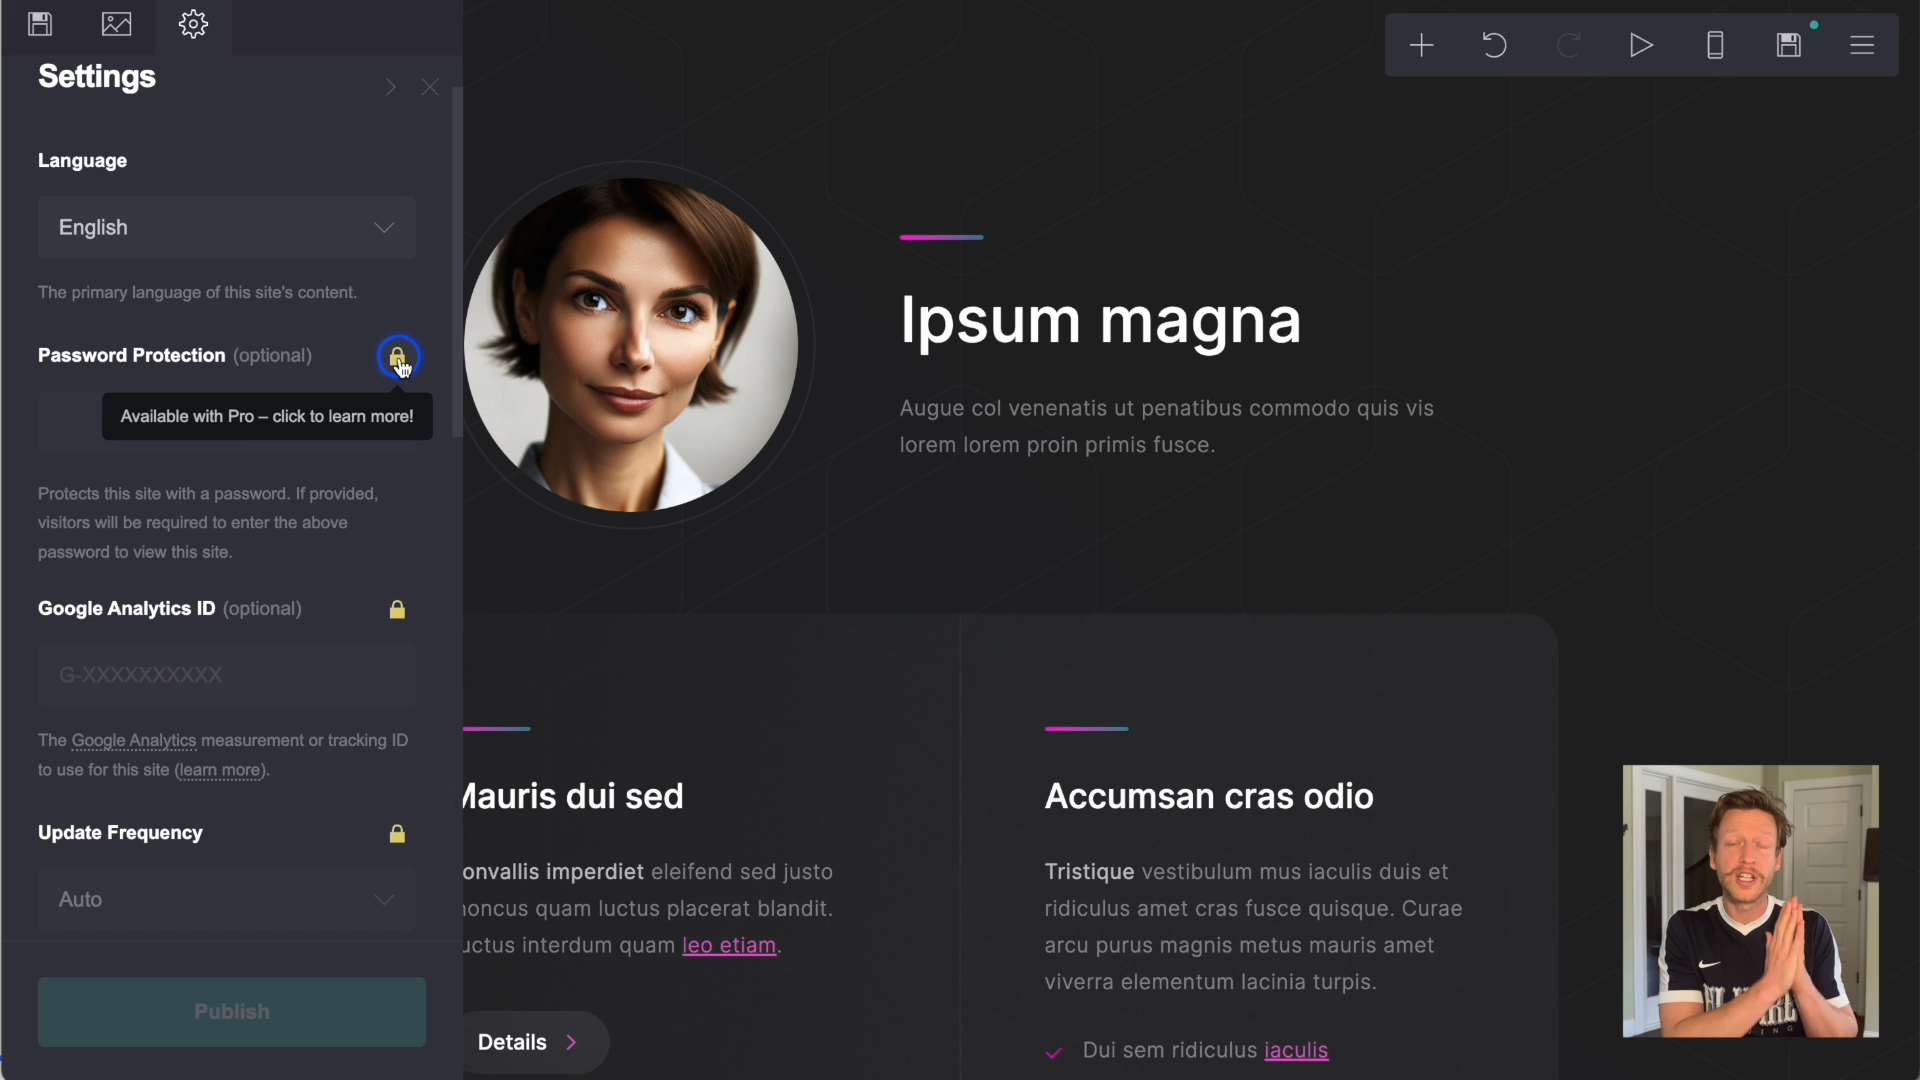 Settings
Language
English
The primary language of this site's content.
Password Protection (optional)
Available with Pro – click to learn more!
Protects this site with a password. If provided,
visitors will be required to enter the above
password to view this site.
Google Analytics ID (optional)
G-XXXXXXXXXX
The Google Analytics measurement or tracking ID
to use for this site (learn more).
Update Frequency
Auto
Publish
Ipsum magna
Augue col venenatis ut penatibus commodo quis vis
lorem lorem proin primis fusce.
Mauris dui sed
onvallis imperdiet eleifend sed justo
honcus quam luctus placerat blandit.
uctus interdum quam leo etiam.
Details
Accumsan cras odio
Tristique vestibulum mus iaculis duis et
ridiculus amet cras fusce quisque. Curae
arcu purus magnis metus mauris amet
viverra elementum lacinia turpis.
Dui sem ridiculus iaculis